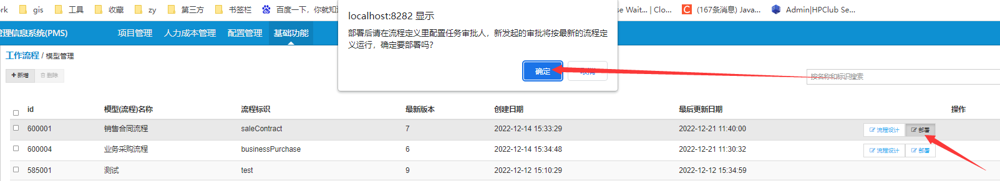 ork gis 工具 收藏 zy 第三方 书签栏 百度一下，你就知道 se Wait... | Clo... (167条消息) Java... Admin|HPClub Se...
localhost:8282 显示
部署后请在流程定义里配置任务审批人，新发起的审批将按最新的流程定
义运行，确定要部署吗?
确定 取消
管理信息系统(PMS) 项目管理 人力成本管理 配置管理 基础功能
工作流程 / 模型管理
新增 删除 按名称和标识搜索
id 模型(流程)名称 流程标识 最新版本 创建日期 最后更新日期 操作
600001 销售合同流程 saleContract 7 2022-12-14 15:33:29 2022-12-21 11:40:00 流程设计 部署
600004 业务采购流程 businessPurchase 6 2022-12-14 15:34:48 2022-12-21 11:30:32 流程设计 部署
585001 测试 test 9 2022-12-12 15:10:29 2022-12-12 15:34:59